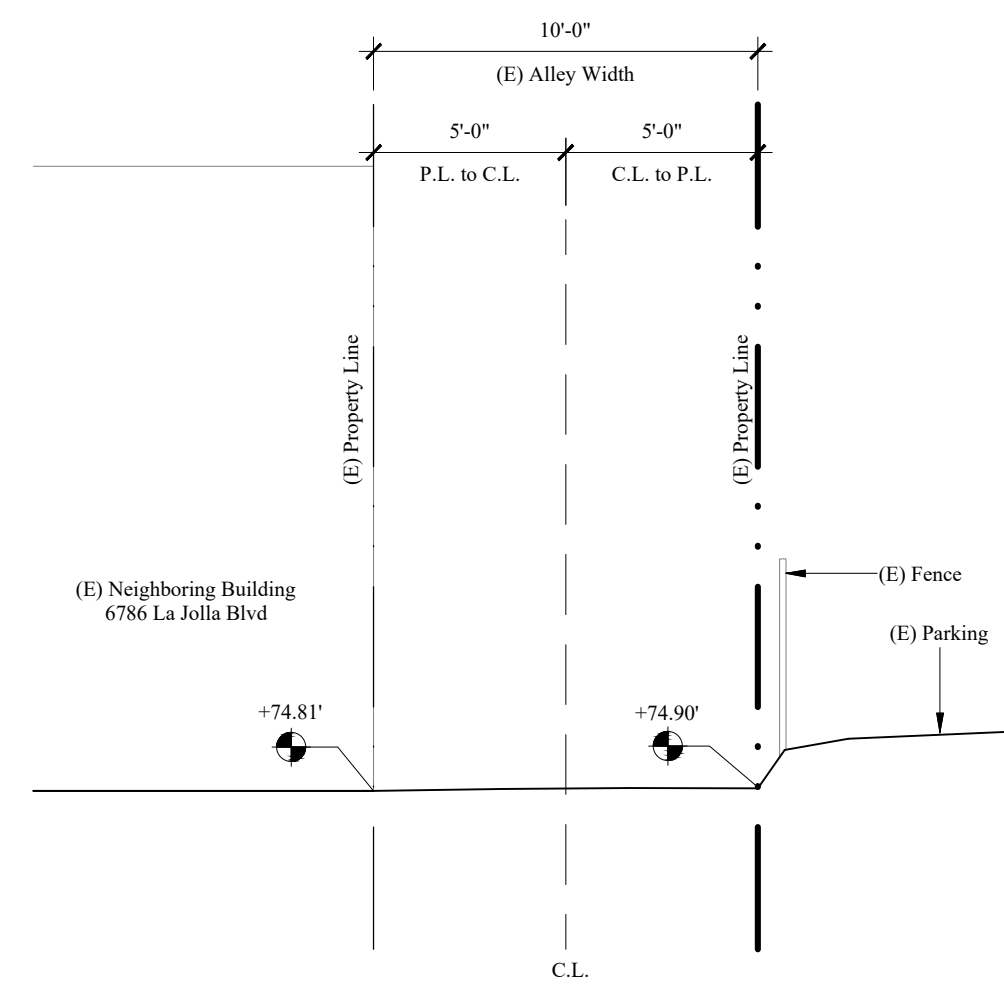 10'-0"
(E) Alley Width
5'-0"
5'-0"
P.L. to C.L.
C.L. to P.L.
(E) Property Line
(E) Property Line
(E) Fence
(E) Neighboring Building
6786 La Jolla Blvd
(E) Parking
+74.81'
+74.90'
C.L.